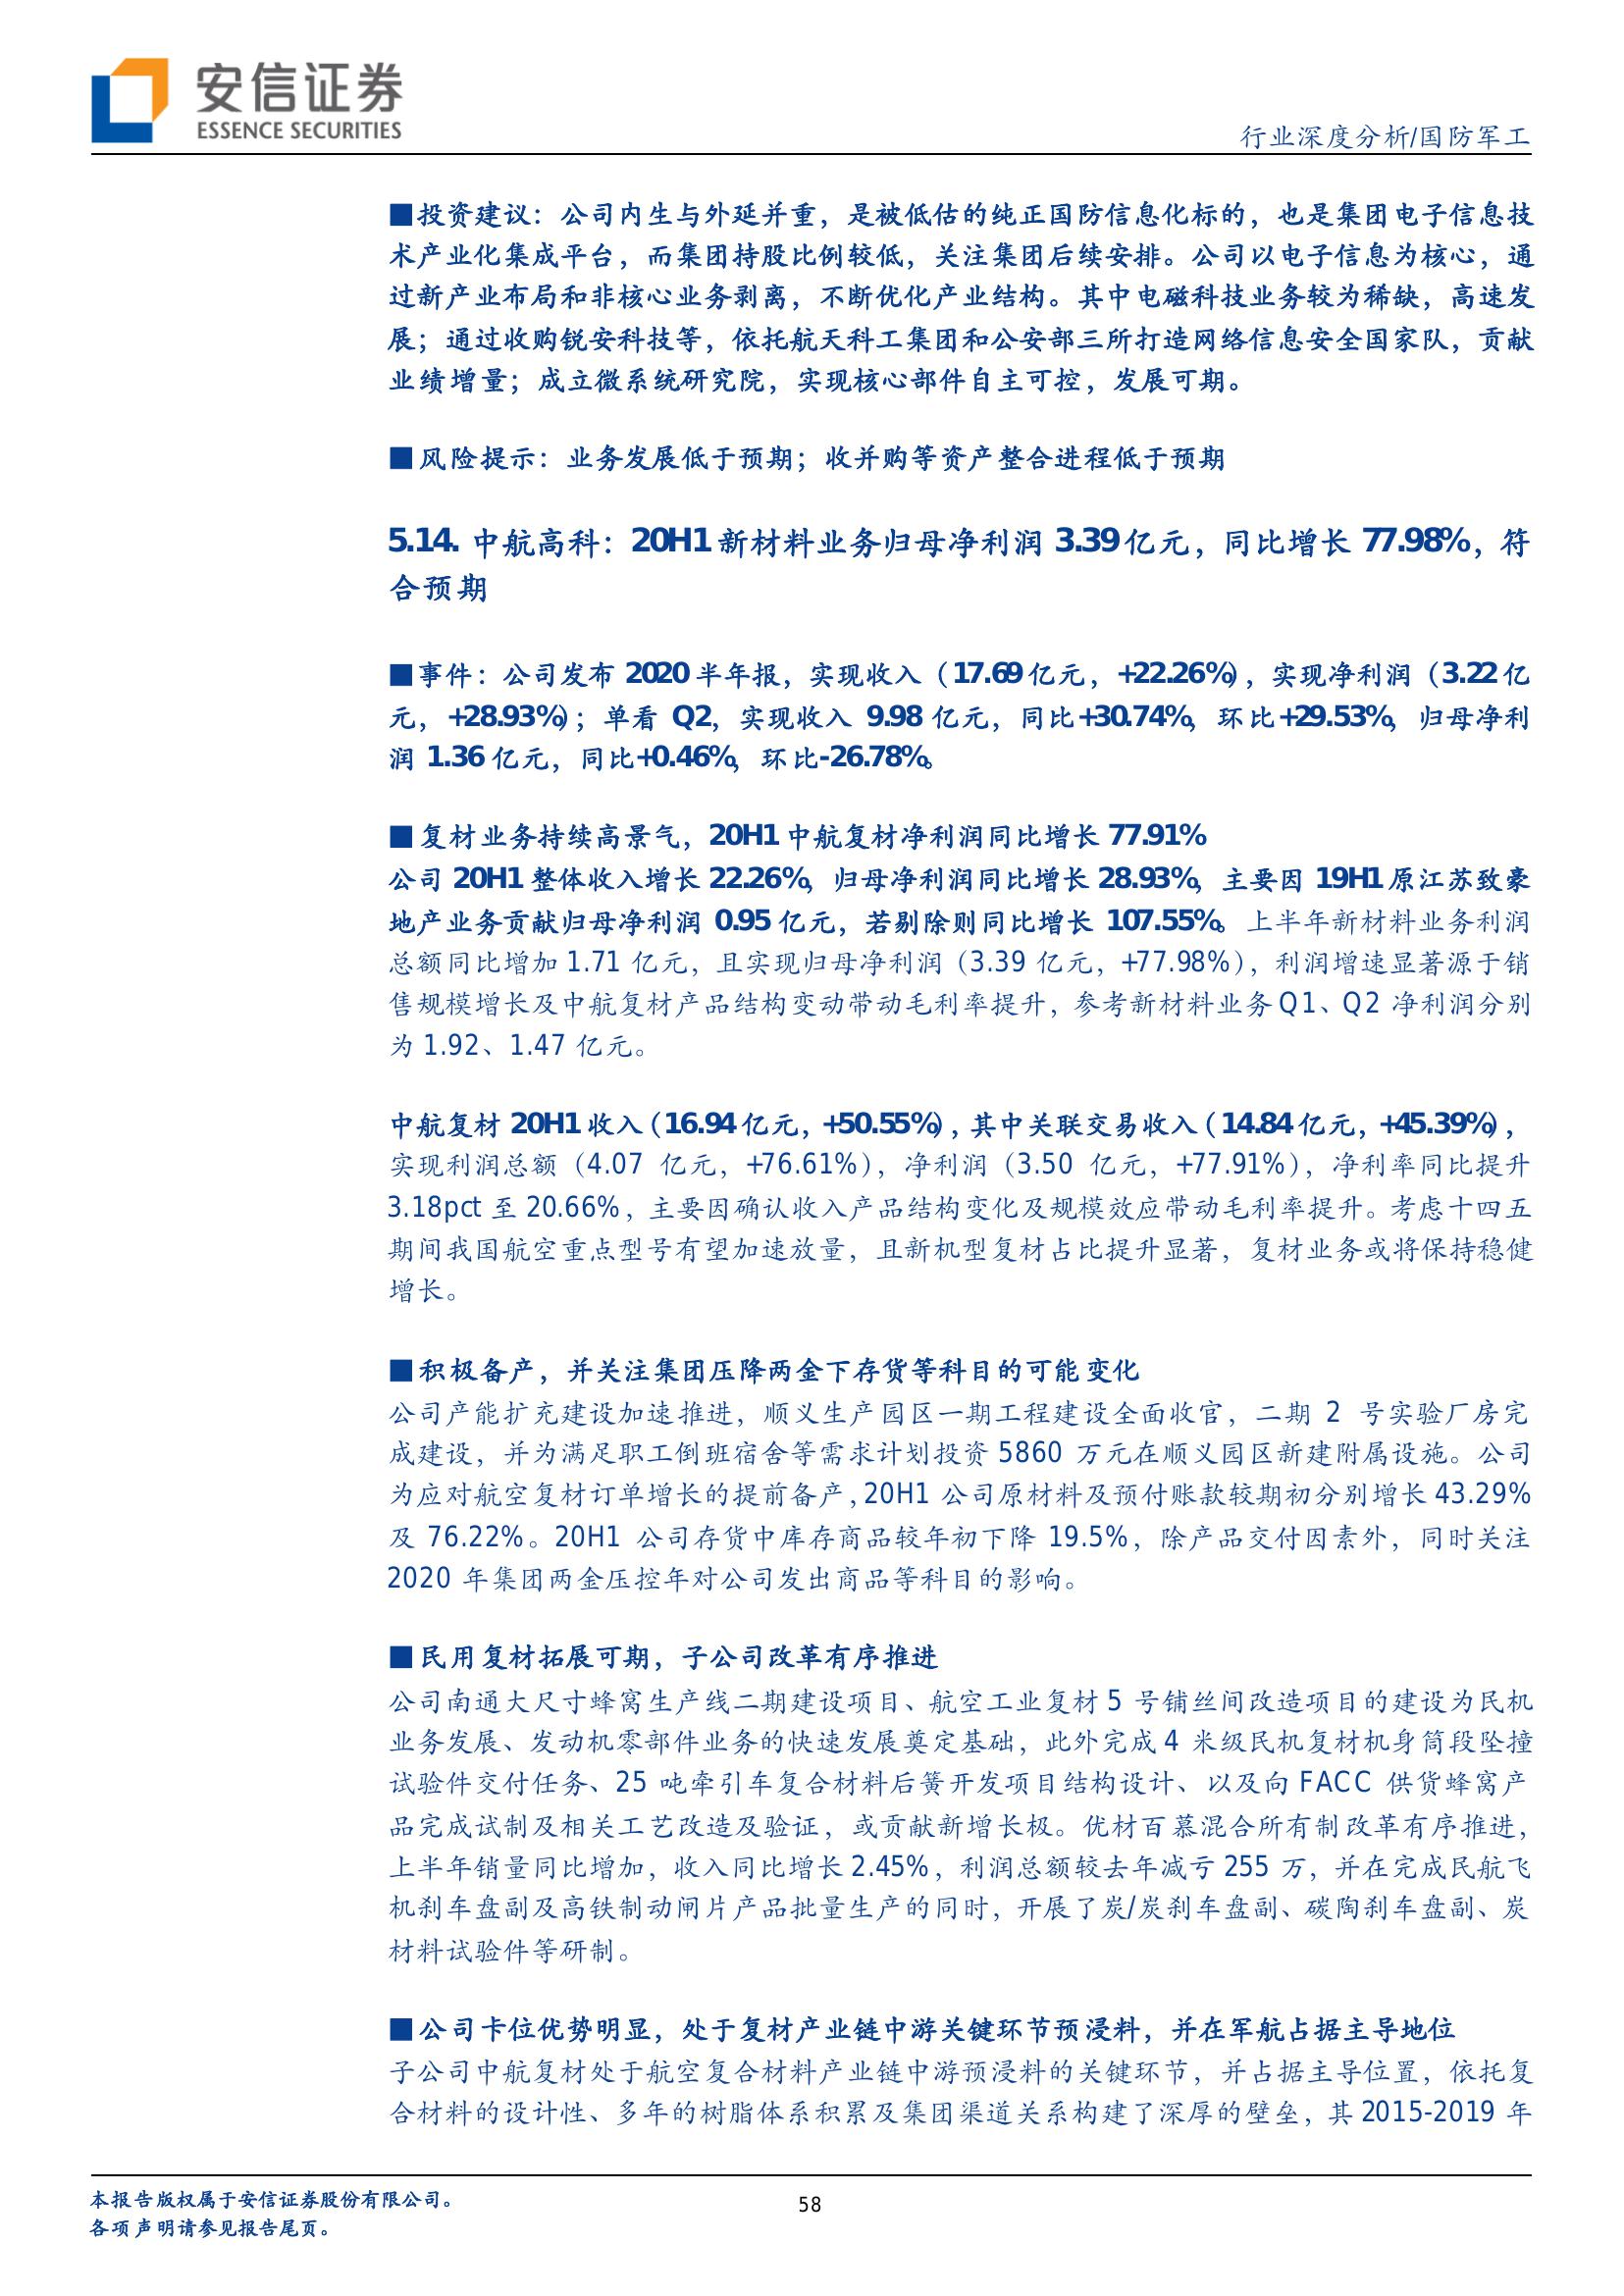 安信证券
ESSENCE SECURITIES
行业深度分析/国防军工
■投资建议：公司内生与外延并重，是被低估的纯正国防信息化标的，也是集团电子信息技
术产业化集成平台，而集团持股比例较低，关注集团后续安排。公司以电子信息为核心，通
过新产业布局和非核心业务剥离，不断优化产业结构。其中电磁科技业务较为稀缺，高速发
展；通过收购锐安科技等，依托航天科工集团和公安部三所打造网络信息安全国家队，贡献
业绩增量；成立微系统研究院，实现核心部件自主可控，发展可期。
■风险提示：业务发展低于预期；收并购等资产整合进程低于预期
5.14. 中航高科：20H1 新材料业务归母净利润 3.39 亿元，同比增长 77.98%，符
合预期
■事件：公司发布 2020 半年报，实现收入（17.69 亿元，+22.26%），实现净利润（3.22 亿
元，+28.93%）；单看 Q2，实现收入 9.98 亿元，同比+30.74%，环比+29.53%，归母净利
润 1.36 亿元，同比+0.46%，环比-26.78%。
■复材业务持续高景气，20H1 中航复材净利润同比增长 77.91%
公司 20H1 整体收入增长 22.26%，归母净利润同比增长 28.93%，主要因 19H1 原江苏致豪
地产业务贡献归母净利润 0.95 亿元，若剔除则同比增长 107.55%。上半年新材料业务利润
总额同比增加 1.71 亿元，且实现归母净利润（3.39 亿元，+77.98%），利润增速显著源于销
售规模增长及中航复材产品结构变动带动毛利率提升，参考新材料业务 Q1、Q2 净利润分别
为 1.92、1.47 亿元。
中航复材 20H1 收入（16.94 亿元，+50.55%），其中关联交易收入（14.84 亿元，+45.39%），
实现利润总额（4.07 亿元，+76.61%），净利润（3.50 亿元，+77.91%），净利率同比提升
3.18pct 至 20.66%，主要因确认收入产品结构变化及规模效应带动毛利率提升。考虑十四五
期间我国航空重点型号有望加速放量，且新机型复材占比提升显著，复材业务或将保持稳健
增长。
■积极备产，并关注集团压降两金下存货等科目的可能变化
公司产能扩充建设加速推进，顺义生产园区一期工程建设全面收官，二期 2 号实验厂房完
成建设，并为满足职工倒班宿舍等需求计划投资 5860 万元在顺义园区新建附属设施。公司
为应对航空复材订单增长的提前备产，20H1 公司原材料及预付账款较期初分别增长 43.29%
及 76.22%。20H1 公司存货中库存商品较年初下降 19.5%，除产品交付因素外，同时关注
2020 年集团两金压控年对公司发出商品等科目的影响。
■民用复材拓展可期，子公司改革有序推进
公司南通大尺寸蜂窝生产线二期建设项目、航空工业复材 5 号铺丝间改造项目的建设为民机
业务发展、发动机零部件业务的快速发展奠定基础，此外完成 4 米级民机复材机身筒段坠撞
试验件交付任务、25 吨牵引车复合材料后簧开发项目结构设计、以及向 FACC 供货蜂窝产
品完成试制及相关工艺改造及验证，或贡献新增长极。优材百慕混合所有制改革有序推进，
上半年销量同比增加，收入同比增长 2.45%，利润总额较去年减亏 255 万，并在完成民航飞
机刹车盘副及高铁制动闸片产品批量生产的同时，开展了炭/炭刹车盘副、碳陶刹车盘副、炭
材料试验件等研制。
■公司卡位优势明显，处于复材产业链中游关键环节预浸料，并在军航占据主导地位
子公司中航复材处于航空复合材料产业链中游预浸料的关键环节，并占据主导位置，依托复
合材料的设计性、多年的树脂体系积累及集团渠道关系构建了深厚的壁垒，其 2015-2019 年
本报告版权属于安信证券股份有限公司。
58
各项声明请参见报告尾页。